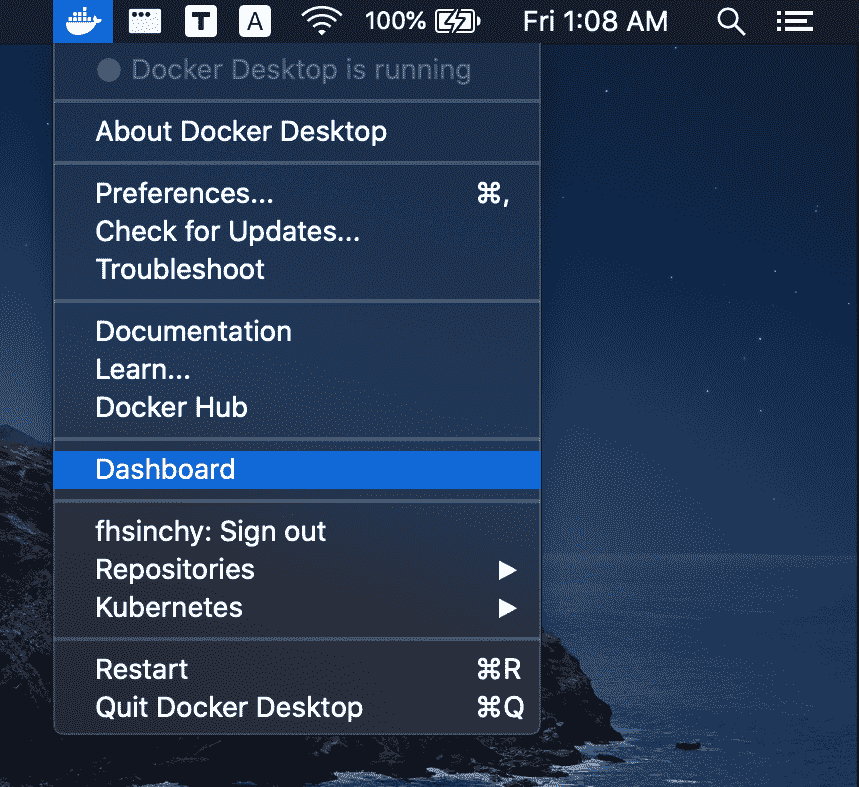 T A 100% Fri 1:08 AM
Docker Desktop is running
About Docker Desktop
Preferences... ⌘,
Check for Updates...
Troubleshoot
Documentation
Learn...
Docker Hub
Dashboard
fhsinchy: Sign out
Repositories ▶
Kubernetes ▶
Restart ⌘R
Quit Docker Desktop ⌘Q